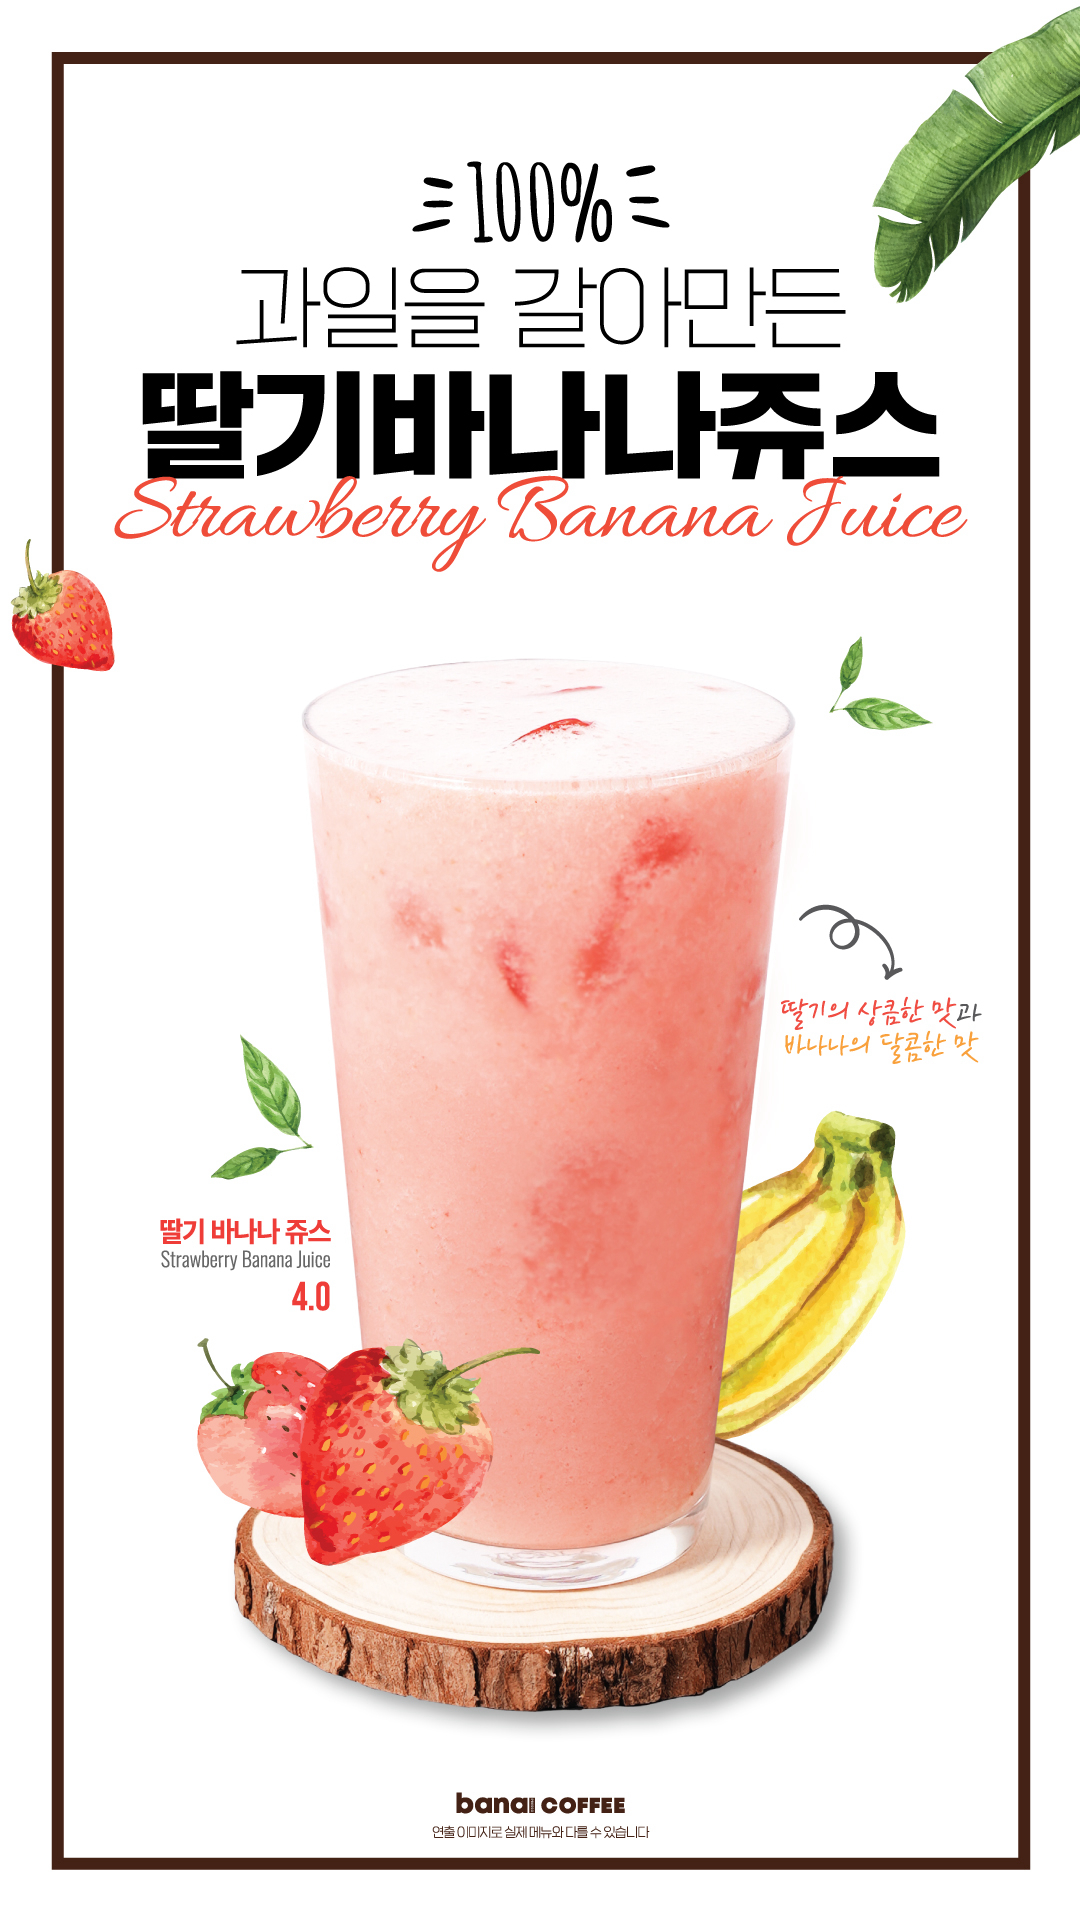 100%
과일을 갈아만든
딸기바나나쥬스
Strawberry Banana Juice
딸기의 상콤한 맛과
바나나의 달콤한 맛
딸기 바나나 쥬스
Strawberry Banana Juice
4.0
bana COFFEE
연출 이미지로 실제 메뉴와 다를 수 있습니다